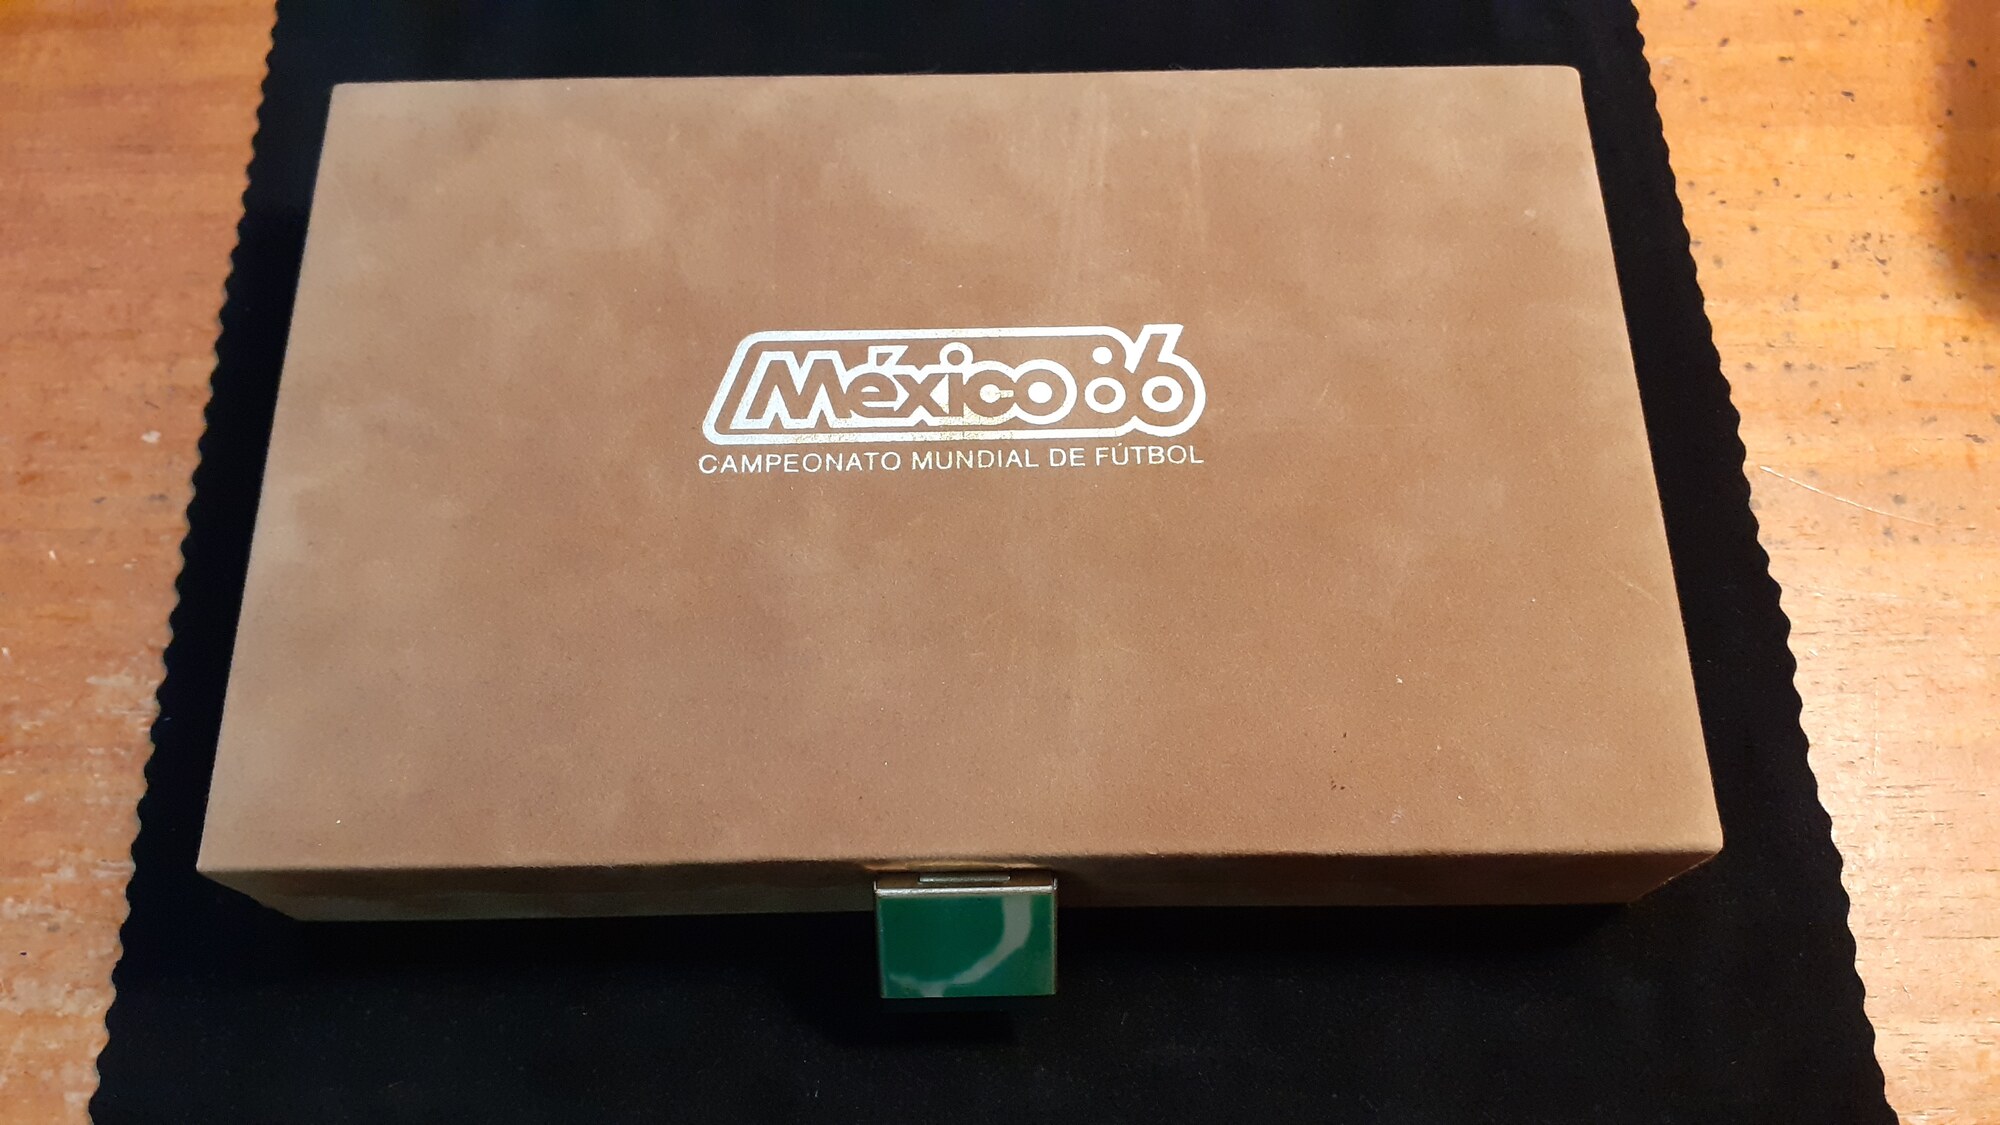 México 86
CAMPEONATO MUNDIAL DE FÚTBOL